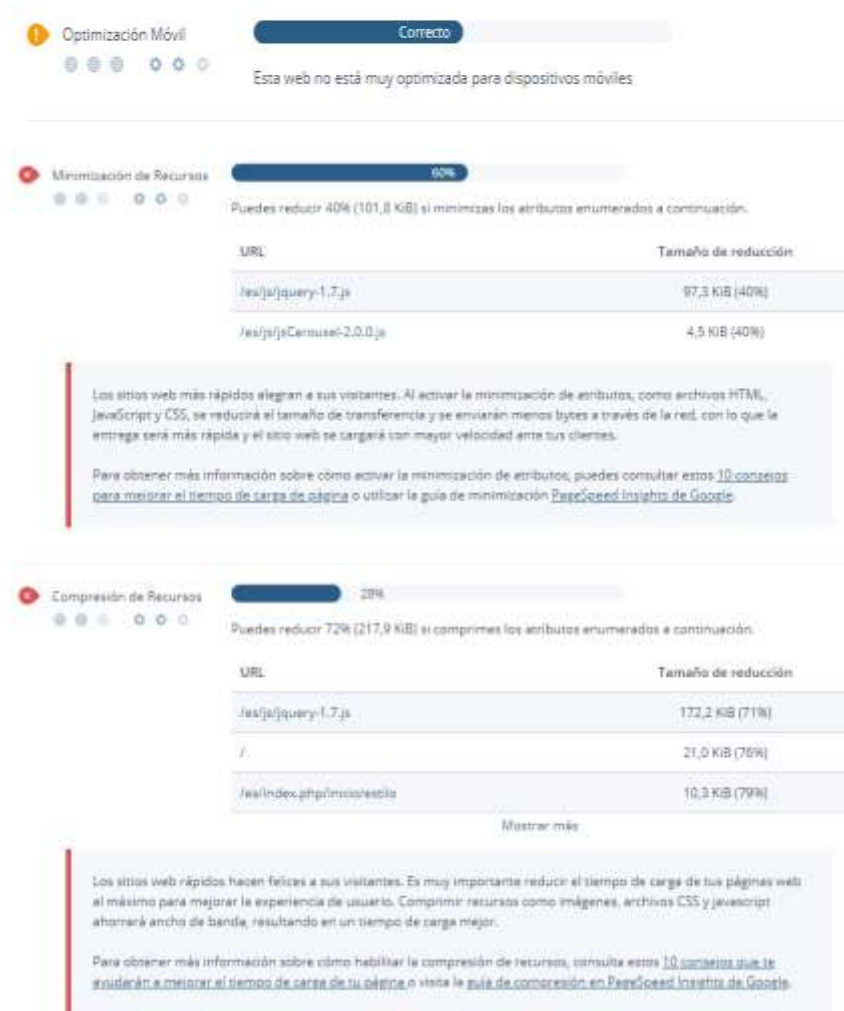 Optimización Móvil
Correcto
Esta web no está muy optimizada para dispositivos móviles
Minimización de Recursos
60%
Puedes reducir 40% (101,8 KiB) si minimizas los atributos enumerados a continuación.
URL Tamaño de reducción
/es/js/jquery-1.7.js 97,3 KiB (40%)
/es/js/jsCarousel-2.0.0.js 4,5 KiB (40%)
Los sitios web más rápidos alegran a sus visitantes. Al activar la minimización de atributos, como archivos HTML,
JavaScript y CSS, se reducirá el tamaño de transferencia y se enviarán menos bytes a través de la red, con lo que la
entrega será más rápida y el sitio web se cargará con mayor velocidad ante tus clientes.
Para obtener más información sobre cómo activar la minimización de atributos, puedes consultar estos 10 consejos
para mejorar el tiempo de carga de página o utilizar la guía de minimización PageSpeed Insights de Google.
Compresión de Recursos
28%
Puedes reducir 72% (217,9 KiB) si comprimes los atributos enumerados a continuación.
URL Tamaño de reducción
/es/js/jquery-1.7.js 172,2 KiB (71%)
/ 21,0 KiB (76%)
/es/index.php/inicio/estilo 10,3 KiB (79%)
Mostrar más
Los sitios web rápidos hacen felices a sus visitantes. Es muy importante reducir el tiempo de carga de tus páginas web
al máximo para mejorar la experiencia de usuario. Comprimir recursos como imágenes, archivos CSS y javascript
ahorrará ancho de banda, resultando en un tiempo de carga mejor.
Para obtener más información sobre cómo habilitar la compresión de recursos, consulta estos 10 consejos que te
ayudarán a mejorar el tiempo de carga de tu página o visita la guía de compresión en PageSpeed Insights de Google.